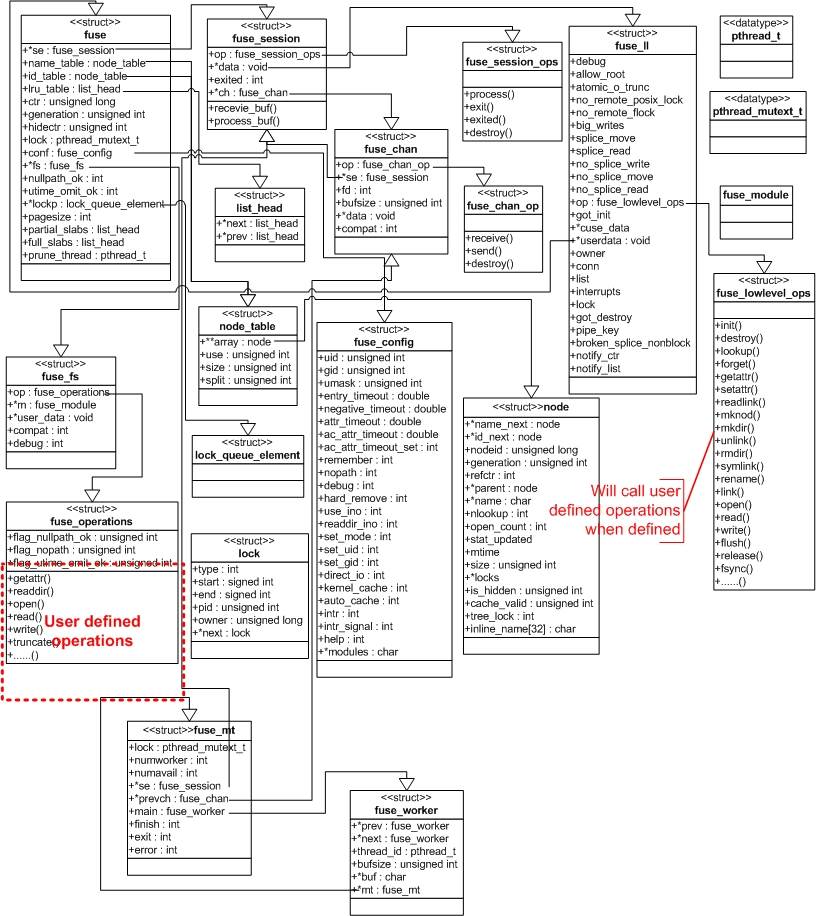 <<struct>>
fuse
+*se : fuse_session
+name_table : node_table
+id_table : node_table
+lru_table : list_head
+ctr : unsigned long
+generation : unsigned int
+hidectr : unsigned int
+lock : pthread_mutext_t
+conf : fuse_config
+*fs : fuse_fs
+nullpath_ok : int
+utime_omit_ok : int
+*lockp : lock_queue_element
+pagesize : int
+partial_slabs : list_head
+full_slabs : list_head
+prune_thread : pthread_t
<<struct>>
fuse_session
+op : fuse_session_ops
+*data : void
+exited : int
+*ch : fuse_chan
+recevie_buf()
+process_buf()
<<struct>>
fuse_session_ops
+process()
+exit()
+exited()
+destroy()
<<struct>>
fuse_ll
+debug
+allow_root
+atomic_o_trunc
+no_remote_posix_lock
+no_remote_flock
+big_writes
+splice_move
+splice_read
+no_splice_write
+no_splice_move
+no_splice_read
+op : fuse_lowlevel_ops
+got_init
+*cuse_data
+*userdata : void
+owner
+conn
+list
+interrupts
+lock
+got_destroy
+pipe_key
+broken_splice_nonblock
+notify_ctr
+notify_list
<<datatype>>
pthread_t
<<datatype>>
pthread_mutext_t
fuse_module
<<struct>>
fuse_chan
+op : fuse_chan_op
+*se : fuse_session
+fd : int
+bufsize : unsigned int
+*data : void
+compat : int
<<struct>>
fuse_chan_op
+receive()
+send()
+destroy()
<<struct>>
list_head
+*next : list_head
+*prev : list_head
<<struct>>
fuse_lowlevel_ops
+init()
+destroy()
+lookup()
+forget()
+getattr()
+setattr()
+readlink()
+mknod()
+mkdir()
+unlink()
+rmdir()
+symlink()
+rename()
+link()
+open()
+read()
+write()
+flush()
+release()
+fsync()
+......()
<<struct>>
node_table
+**array : node
+use : unsigned int
+size : unsigned int
+split : unsigned int
<<struct>>
fuse_config
+uid : unsigned int
+gid : unsigned int
+umask : unsigned int
+entry_timeout : double
+negative_timeout : double
+attr_timeout : double
+ac_attr_timeout : double
+ac_attr_timeout_set : int
+remember : int
+nopath : int
+debug : int
+hard_remove : int
+use_ino : int
+readdir_ino : int
+set_mode : int
+set_uid : int
+set_gid : int
+direct_io : int
+kernel_cache : int
+auto_cache : int
+intr : int
+intr_signal : int
+help : int
+*modules : char
<<struct>>
fuse_fs
+op : fuse_operations
+*m : fuse_module
+*user_data : void
+compat : int
+debug : int
<<struct>>node
+*name_next : node
+*id_next : node
+nodeid : unsigned long
+generation : unsigned int
+refctr : int
+*parent : node
+*name : char
+nlookup : int
+open_count : int
+stat_updated
+mtime
+size : unsigned int
+*locks
+is_hidden : unsigned int
+cache_valid : unsigned int
+tree_lock : int
+inline_name[32] : char
Will call user
defined operations
when defined
<<struct>>
lock_queue_element
<<struct>>
fuse_operations
+flag_nullpath_ok : unsigned int
+flag_nopath : unsigned int
+flag_utime_omit_ok : unsigned int
+getattr()
+readdir()
+open()
+read()
+write()
+truncate()
+......()
User defined
operations
<<struct>>
lock
+type : int
+start : signed int
+end : signed int
+pid : unsigned int
+owner : unsigned long
+*next : lock
<<struct>>fuse_mt
+lock : pthread_mutext_t
+numworker : int
+numavail : int
+*se : fuse_session
+*prevch : fuse_chan
+main : fuse_worker
+finish : int
+exit : int
+error : int
<<struct>>
fuse_worker
+*prev : fuse_worker
+*next : fuse_worker
+thread_id : pthread_t
+bufsize : unsigned int
+*buf : char
+*mt : fuse_mt